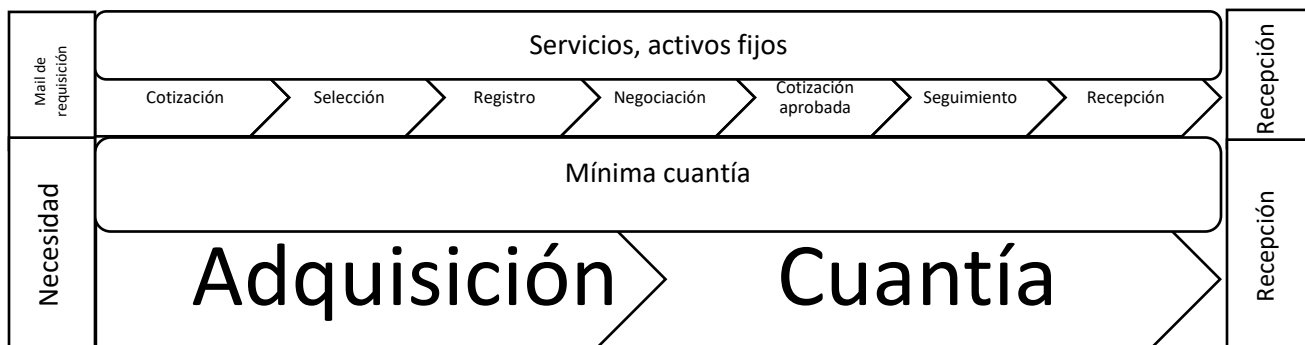 Mail de
requisición
Servicios, activos fijos
Cotización
Selección
Registro
Negociación
Cotización
aprobada
Seguimiento
Recepción
Recepción
Necesidad
Mínima cuantía
Adquisición
Cuantía
Recepción